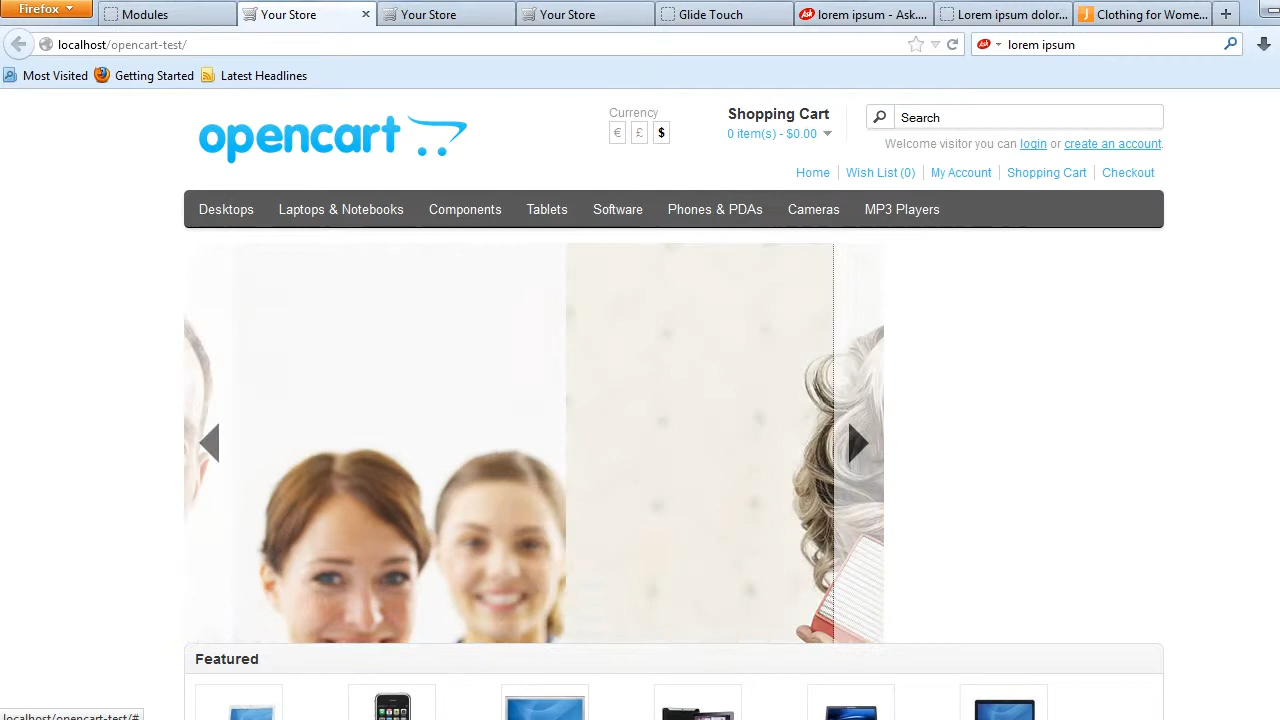 Firefox
Modules
Your Store
Your Store
Your Store
Glide Touch
lorem ipsum - Ask....
Lorem ipsum dolor...
Clothing for Wome...
localhost/opencart-test/
lorem ipsum
Most Visited
Getting Started
Latest Headlines
opencart
Currency
€ £ $
Shopping Cart
0 item(s) - $0.00
Search
Welcome visitor you can login or create an account.
Home
Wish List (0)
My Account
Shopping Cart
Checkout
Desktops
Laptops & Notebooks
Components
Tablets
Software
Phones & PDAs
Cameras
MP3 Players
Featured
localhost/opencart-test/#